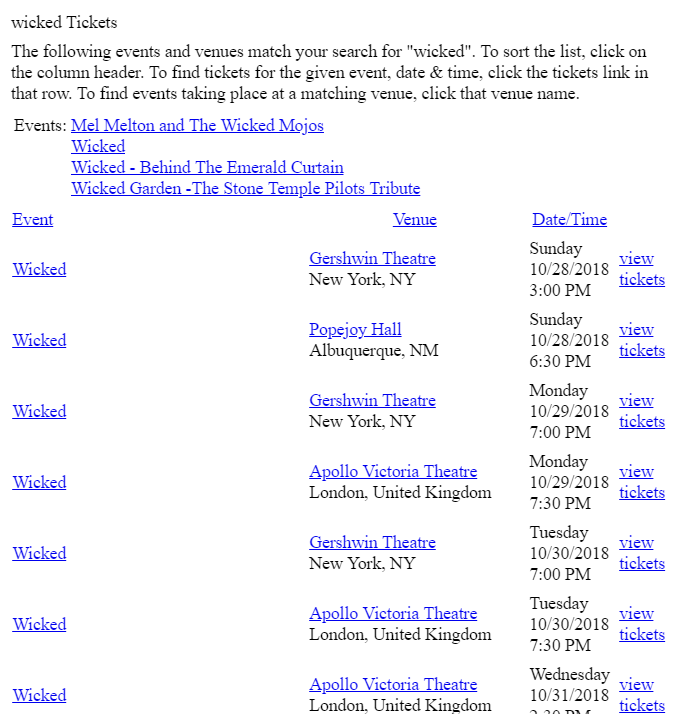 wicked Tickets
The following events and venues match your search for "wicked". To sort the list, click on
the column header. To find tickets for the given event, date & time, click the tickets link in
that row. To find events taking place at a matching venue, click that venue name.
Events: Mel Melton and The Wicked Mojos
Wicked
Wicked - Behind The Emerald Curtain
Wicked Garden -The Stone Temple Pilots Tribute
Event Venue Date/Time
Sunday
Gershwin Theatre view
Wicked 10/28/2018
New York, NY tickets
3:00 PM
Sunday
Popejoy Hall view
Wicked 10/28/2018
Albuquerque, NM tickets
6:30 PM
Monday
Gershwin Theatre view
Wicked 10/29/2018
New York, NY tickets
7:00 PM
Monday
Apollo Victoria Theatre view
Wicked 10/29/2018
London, United Kingdom tickets
7:30 PM
Tuesday
Gershwin Theatre view
Wicked 10/30/2018
New York, NY tickets
7:00 PM
Tuesday
Apollo Victoria Theatre view
Wicked 10/30/2018
London, United Kingdom tickets
7:30 PM
Wednesday
Apollo Victoria Theatre view
Wicked 10/31/2018
London, United Kingdom tickets